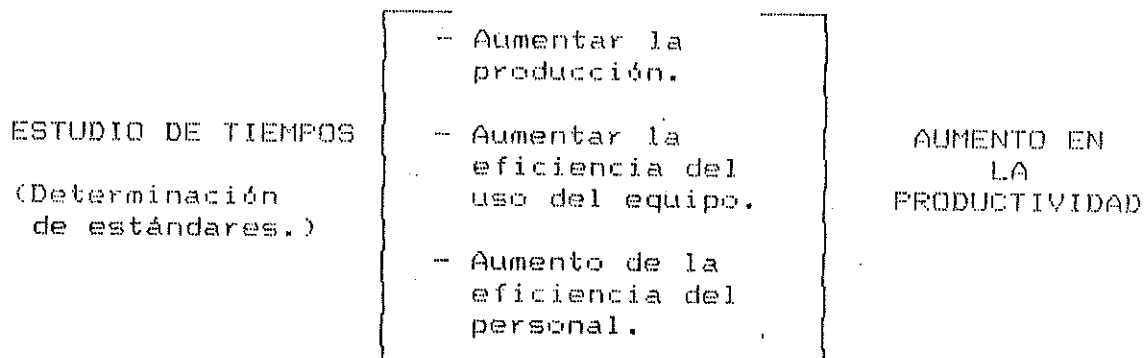 ESTUDIO DE TIEMPOS
(Determinación
de estándares.)
- Aumentar la
producción.
- Aumentar la
eficiencia del
uso del equipo.
- Aumento de la
eficiencia del
personal.
AUMENTO EN
LA
PRODUCTIVIDAD